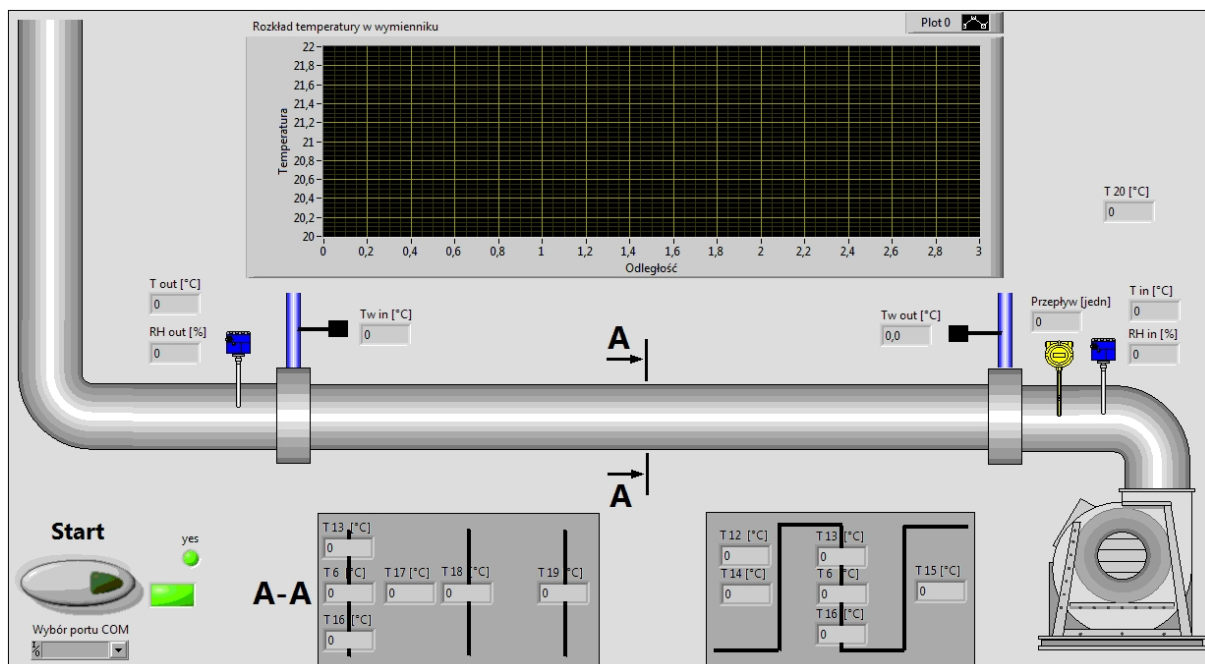 Rozkład temperatury w wymienniku
Plot 0
Temperatura
22
21,8
21,6
21,4
21,2
21
20,8
20,6
20,4
20,2
20
0 0,2 0,4 0,6 0,8 1 1,2 1,4 1,6 1,8 2 2,2 2,4 2,6 2,8 3
Odległość
T 20 [°C]
0
T out [°C]
0
RH out [%]
0
Tw in [°C]
0
Tw out [°C]
0,0
Przepływ [jedn]
0
T in [°C]
0
RH in [%]
0
A
A
Start
yes
Wybór portu COM
A-A
T 13 [°C]
0
T 6 [°C] T 17 [°C] T 18 [°C] T 19 [°C]
0 0 0 0
T 16 [°C]
0
T 12 [°C] T 13 [°C]
0 0
T 14 [°C] T 6 [°C] T 15 [°C]
0 0 0
T 16 [°C]
0